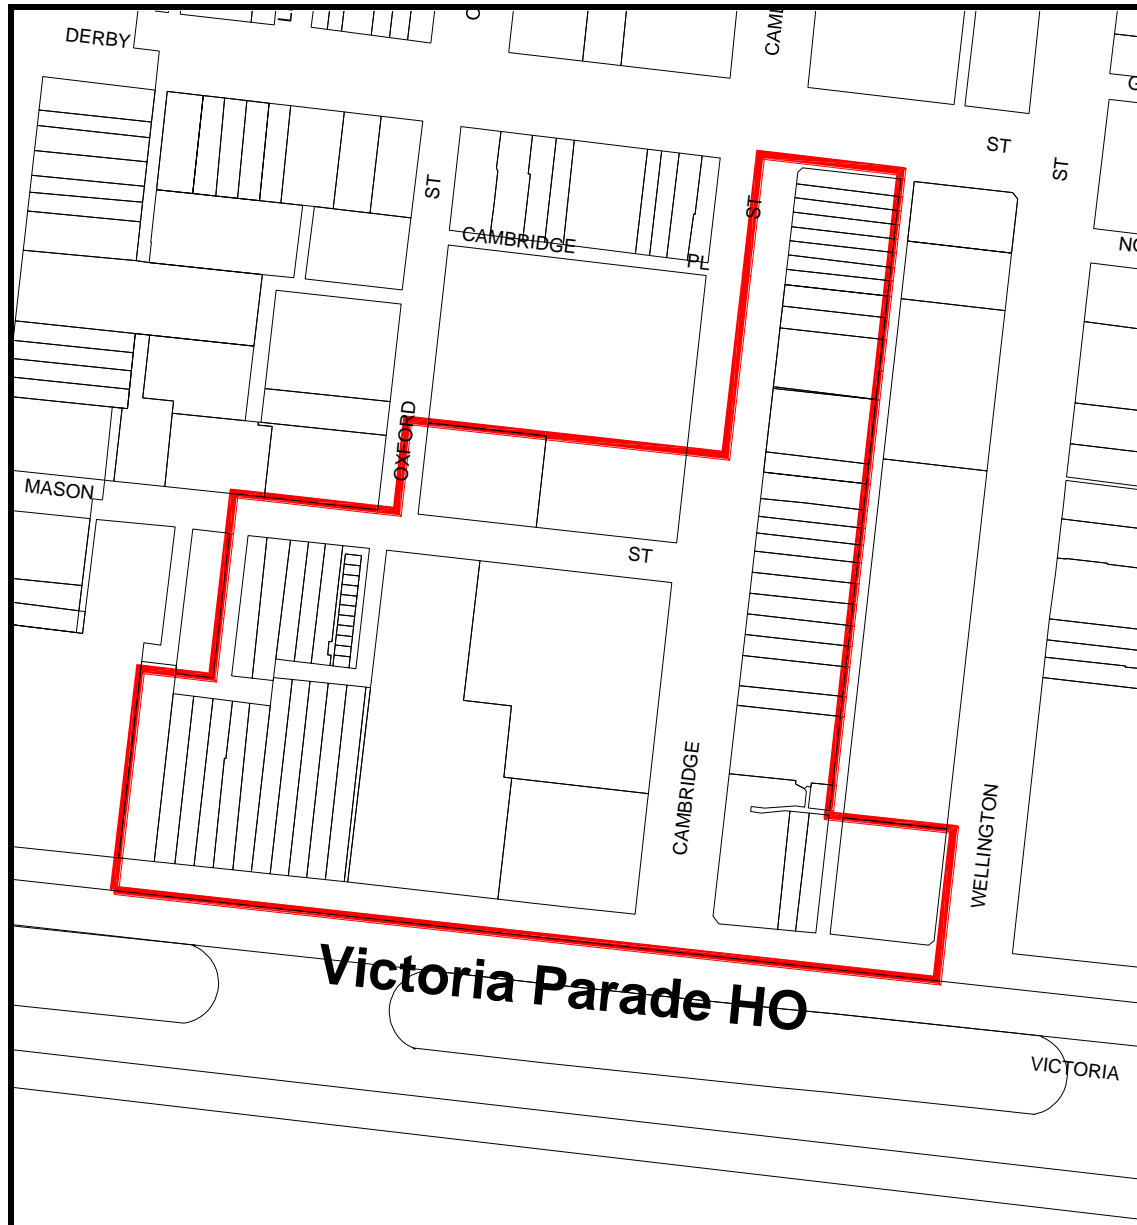 DERBY
ST
ST
ST
ST
CAMBRIDGE
PL
OXFORD
MASON
ST
CAMBRIDGE
WELLINGTON
Victoria Parade HO
VICTORIA